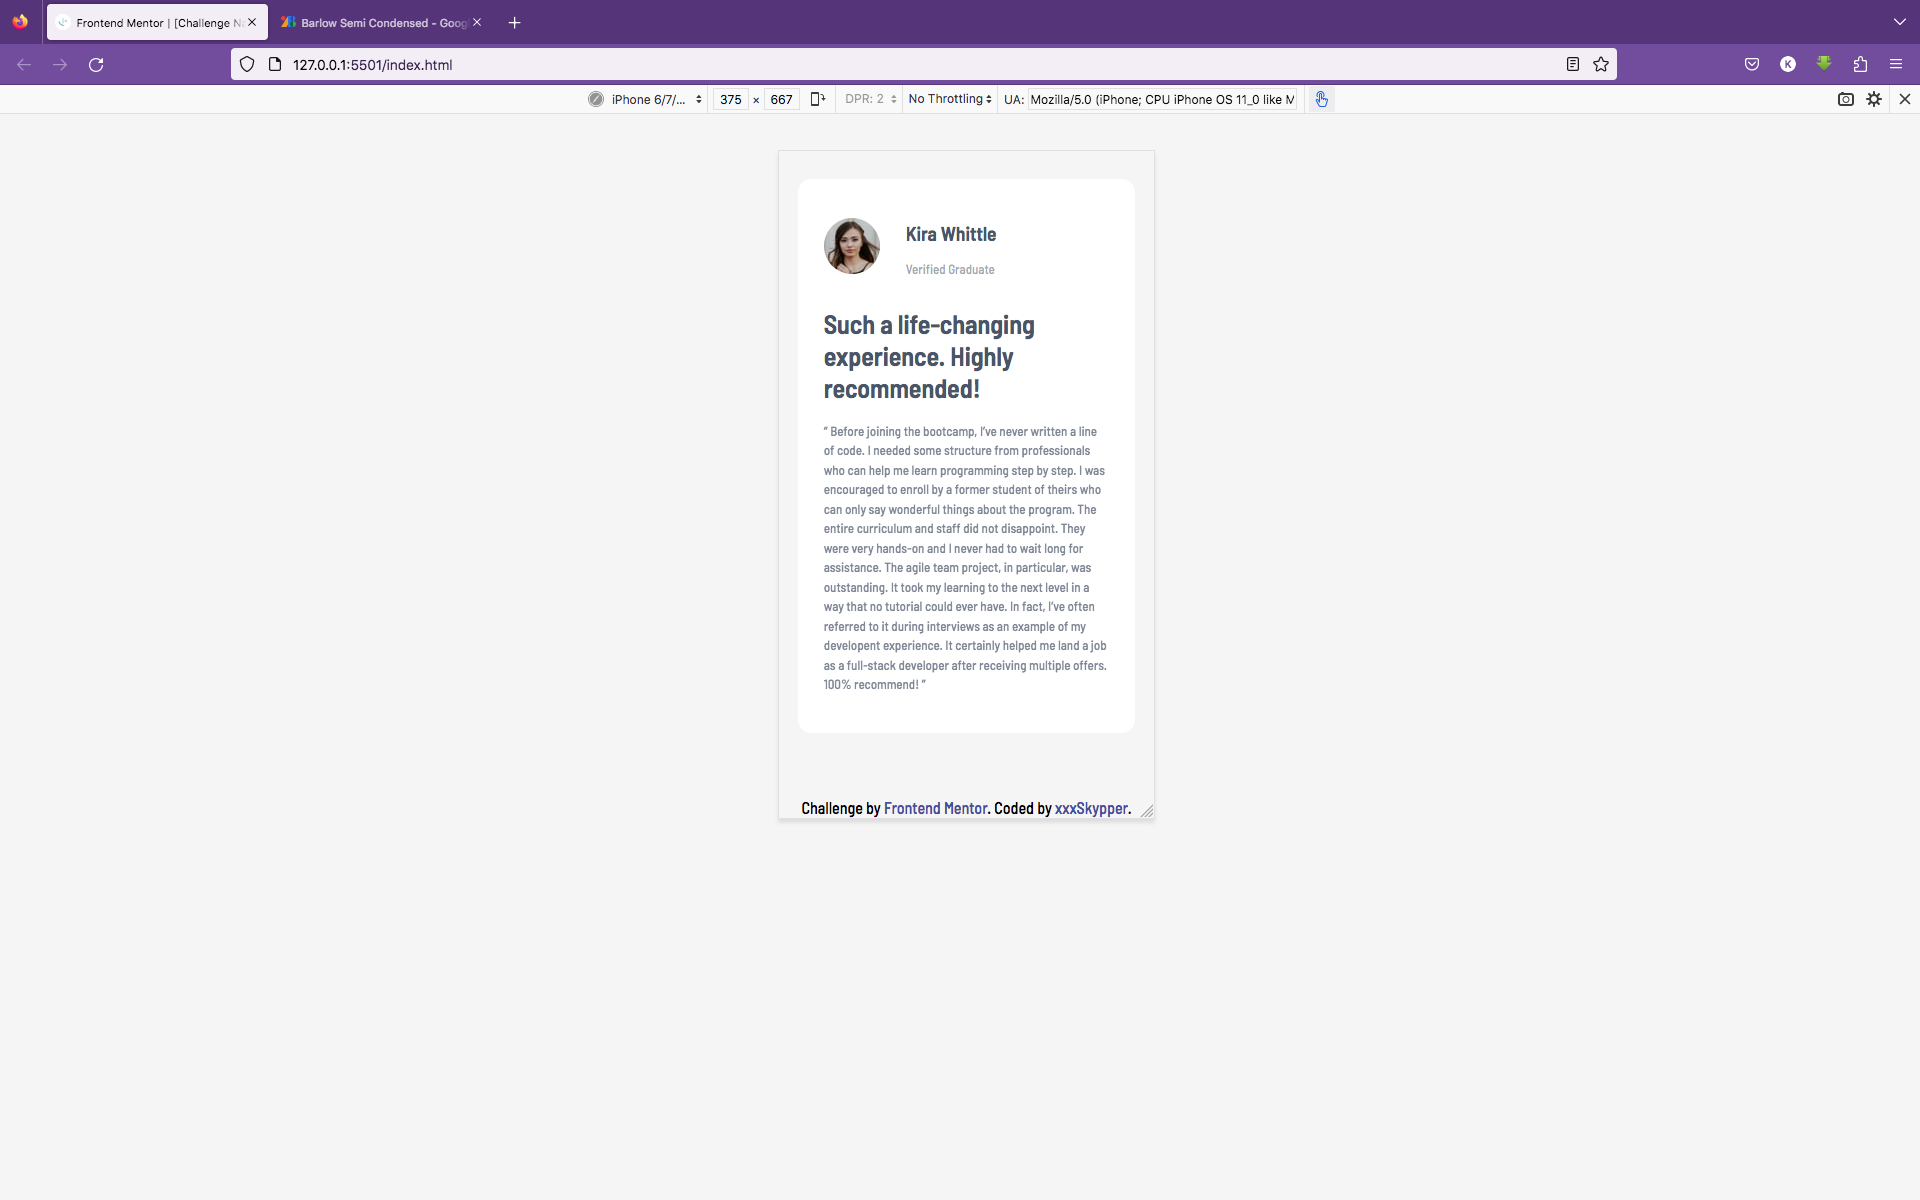 Frontend Mentor | [Challenge N
Barlow Semi Condensed - Goog
127.0.0.1:5501/index.html
K
iPhone 6/7/... 375 × 667 DPR: 2 No Throttling UA: Mozilla/5.0 (iPhone; CPU iPhone OS 11_0 like M
Kira Whittle
Verified Graduate
Such a life-changing
experience. Highly
recommended!
“ Before joining the bootcamp, I’ve never written a line
of code. I needed some structure from professionals
who can help me learn programming step by step. I was
encouraged to enroll by a former student of theirs who
can only say wonderful things about the program. The
entire curriculum and staff did not disappoint. They
were very hands-on and I never had to wait long for
assistance. The agile team project, in particular, was
outstanding. It took my learning to the next level in a
way that no tutorial could ever have. In fact, I’ve often
referred to it during interviews as an example of my
developent experience. It certainly helped me land a job
as a full-stack developer after receiving multiple offers.
100% recommend! ”
Challenge by Frontend Mentor. Coded by xxxSkypper.